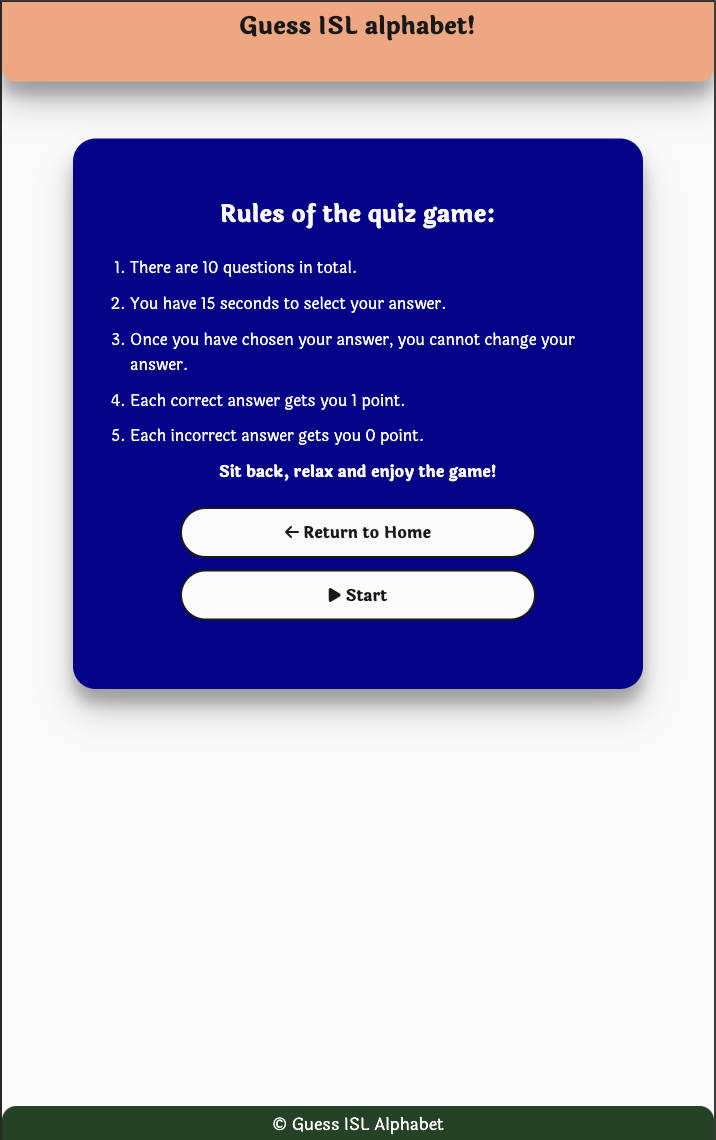 Guess ISL alphabet!
Rules of the quiz game:
1. There are 10 questions in total.
2. You have 15 seconds to select your answer.
3. Once you have chosen your answer, you cannot change your
answer.
4. Each correct answer gets you 1 point.
5. Each incorrect answer gets you 0 point.
Sit back, relax and enjoy the game!
← Return to Home
▶ Start
© Guess ISL Alphabet